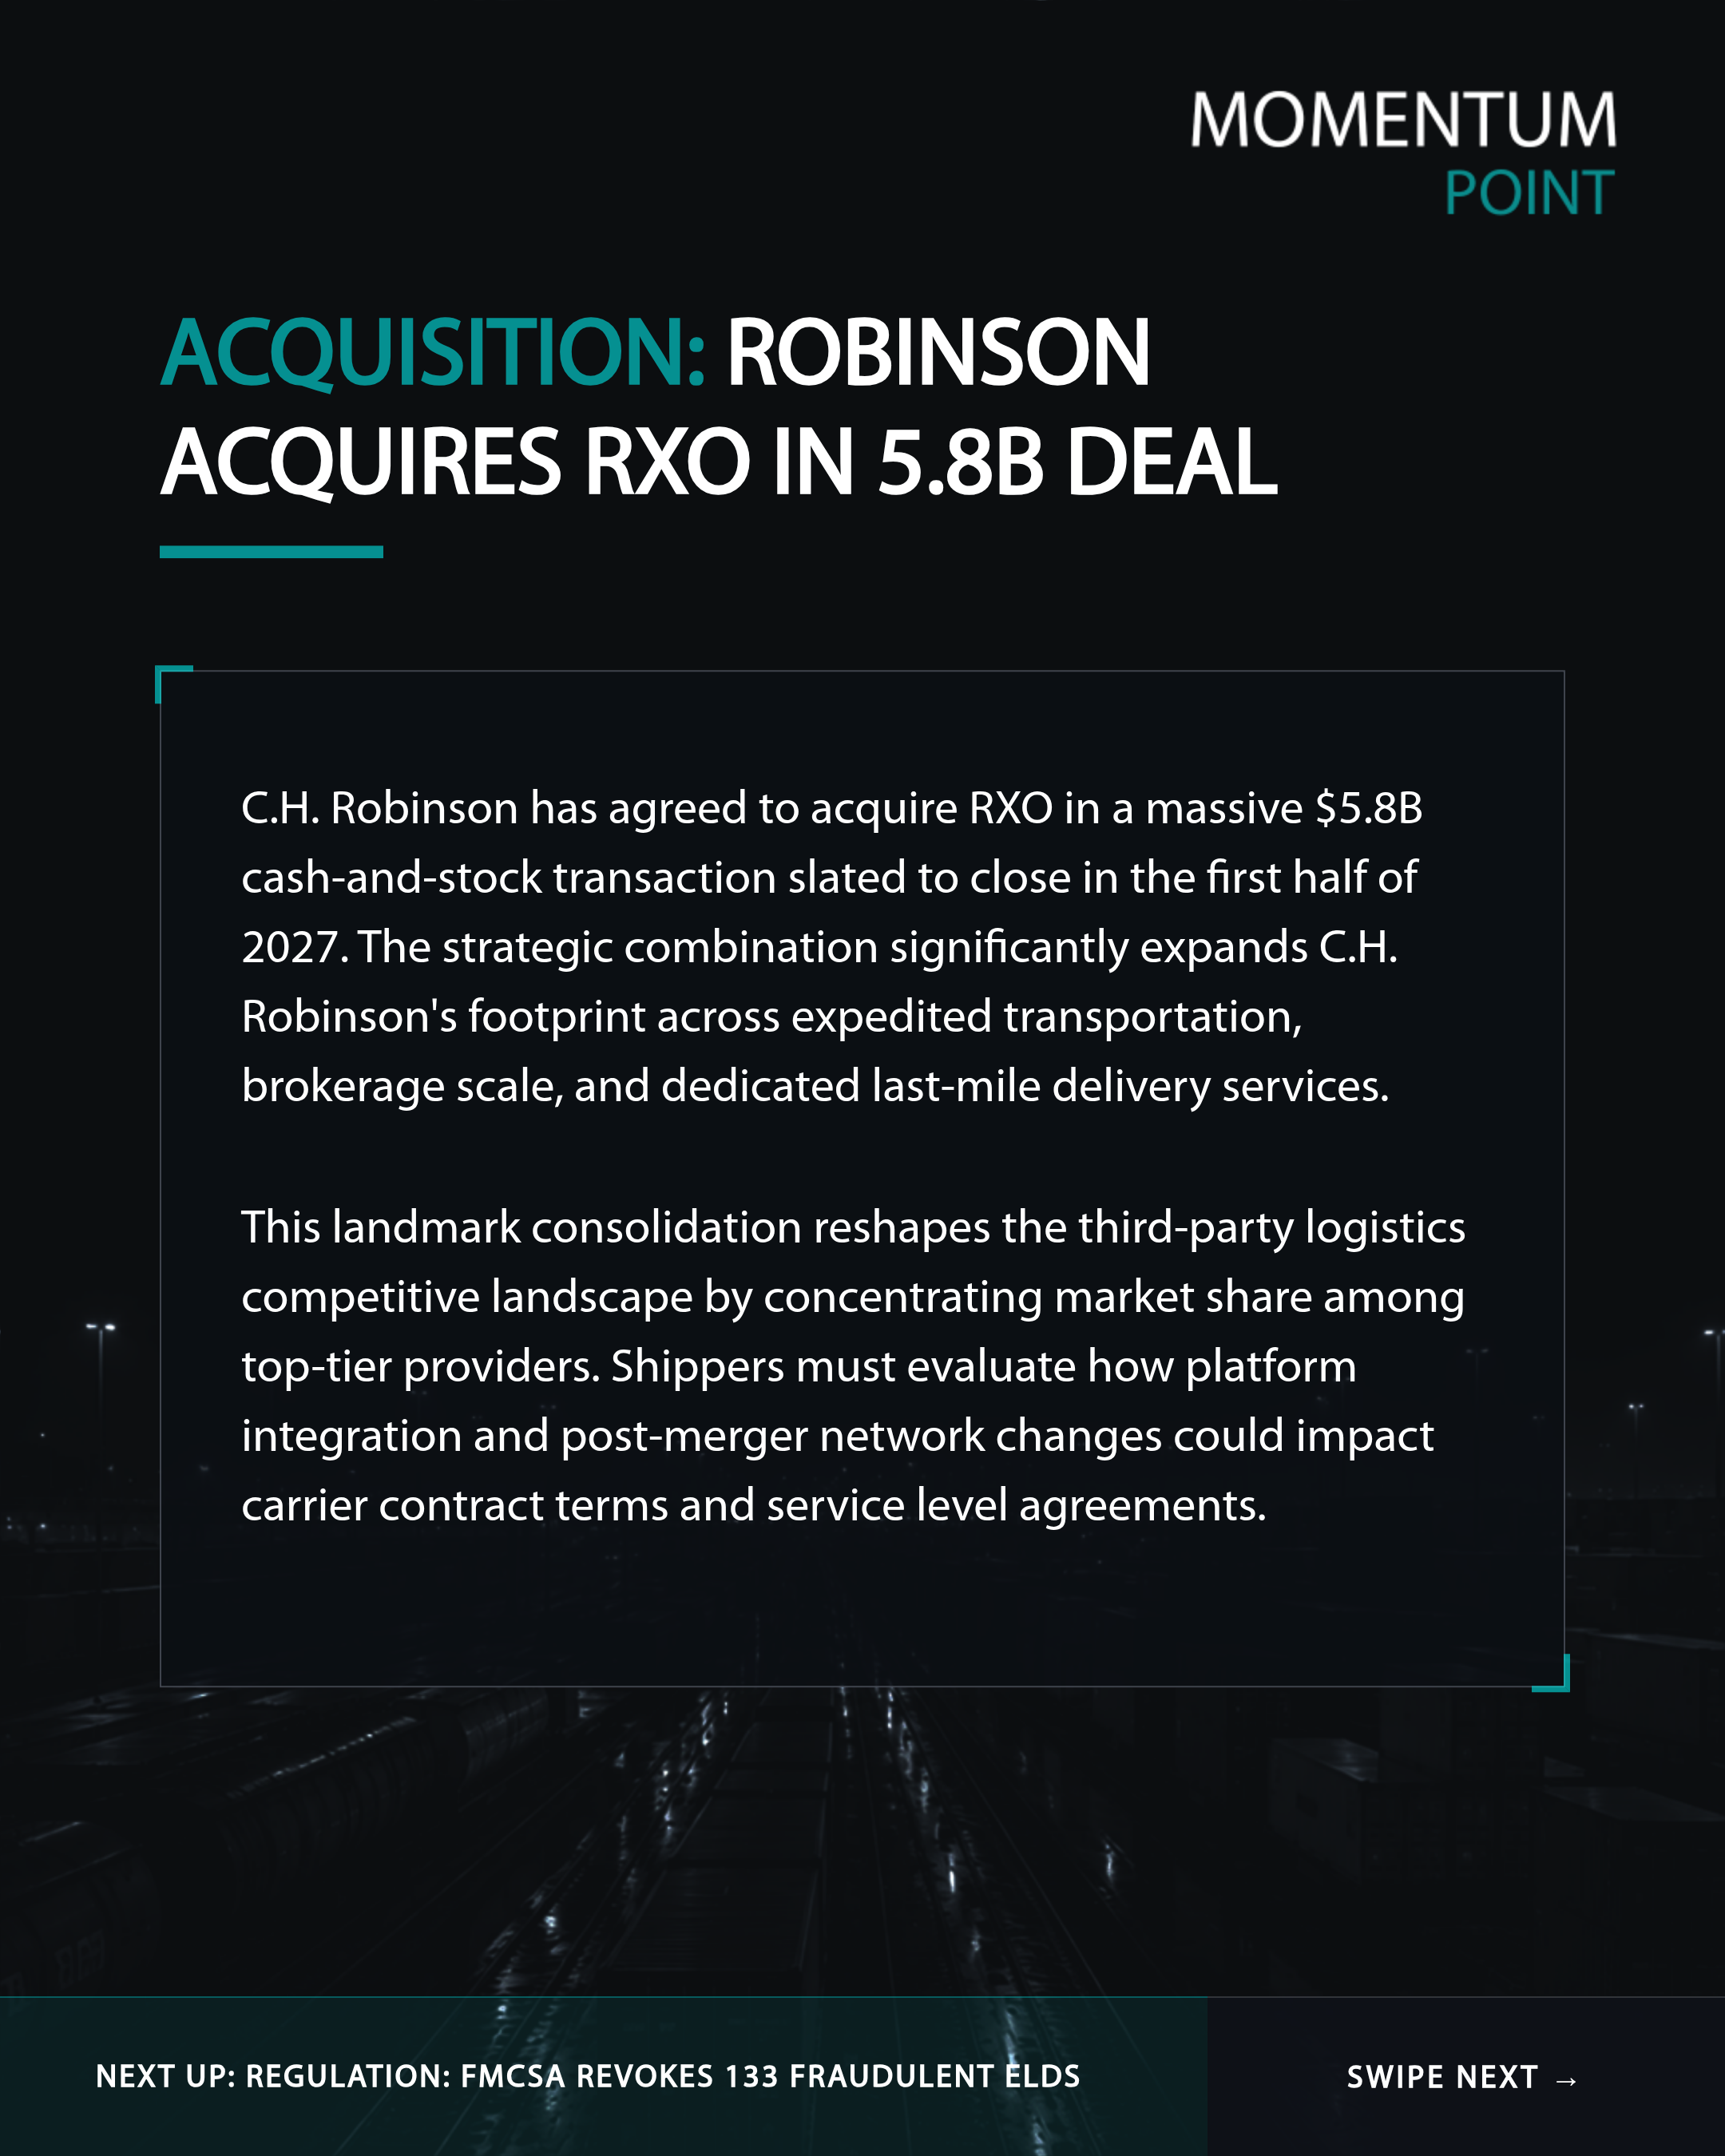 MOMENTUM
POINT
ACQUISITION: ROBINSON
ACQUIRES RXO IN 5.8B DEAL
C.H. Robinson has agreed to acquire RXO in a massive $5.8B
cash-and-stock transaction slated to close in the first half of
2027. The strategic combination significantly expands C.H.
Robinson's footprint across expedited transportation,
brokerage scale, and dedicated last-mile delivery services.
This landmark consolidation reshapes the third-party logistics
competitive landscape by concentrating market share among
top-tier providers. Shippers must evaluate how platform
integration and post-merger network changes could impact
carrier contract terms and service level agreements.
NEXT UP: REGULATION: FMCSA REVOKES 133 FRAUDULENT ELDS
SWIPE NEXT →